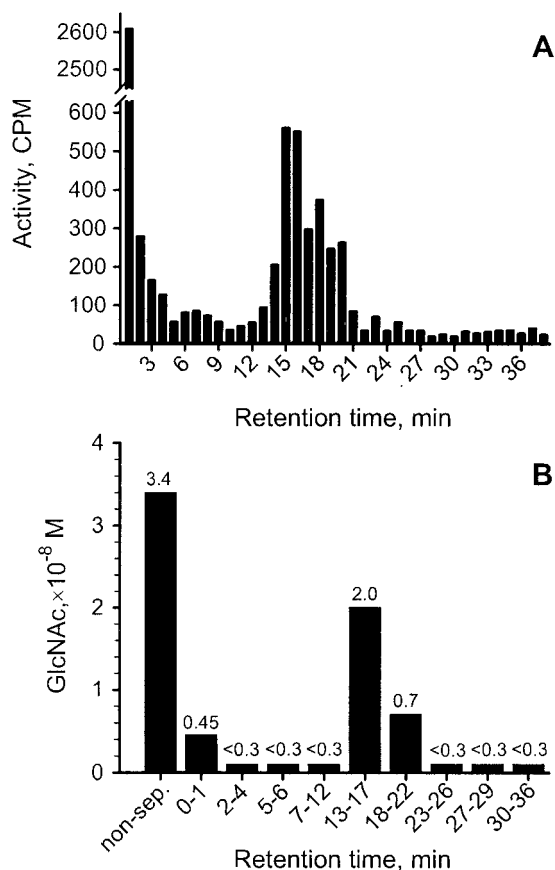 A
2600
2500
600
500
400
300
200
100
0
Activity, CPM
3 6 9 12 15 18 21 24 27 30 33 36
Retention time, min
B
4
3
2
1
0
GlcNAc,×10⁻⁸ M
3.4
0.45
<0.3 <0.3 <0.3
2.0
0.7
<0.3 <0.3 <0.3
non-sep. 0-1 2-4 5-6 7-12 13-17 18-22 23-26 27-29 30-36
Retention time, min